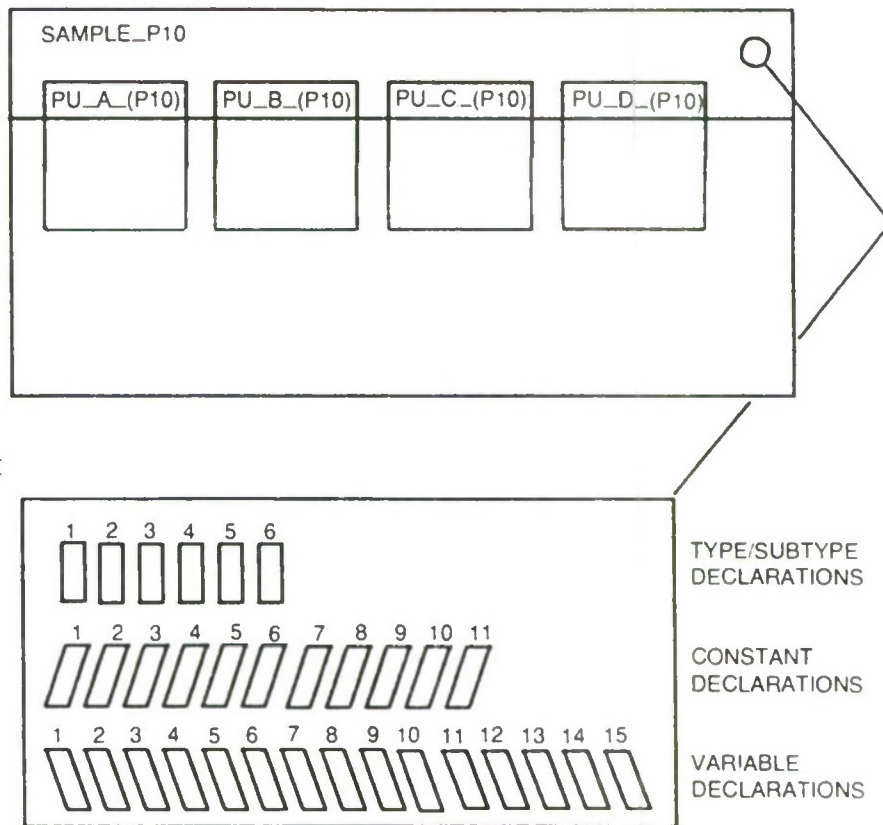 SAMPLE_P10
PU_A_(P10) PU_B_(P10) PU_C_(P10) PU_D_(P10)
1 2 3 4 5 6
TYPE/SUBTYPE
DECLARATIONS
1 2 3 4 5 6 7 8 9 10 11
CONSTANT
DECLARATIONS
1 2 3 4 5 6 7 8 9 10 11 12 13 14 15
VARIABLE
DECLARATIONS